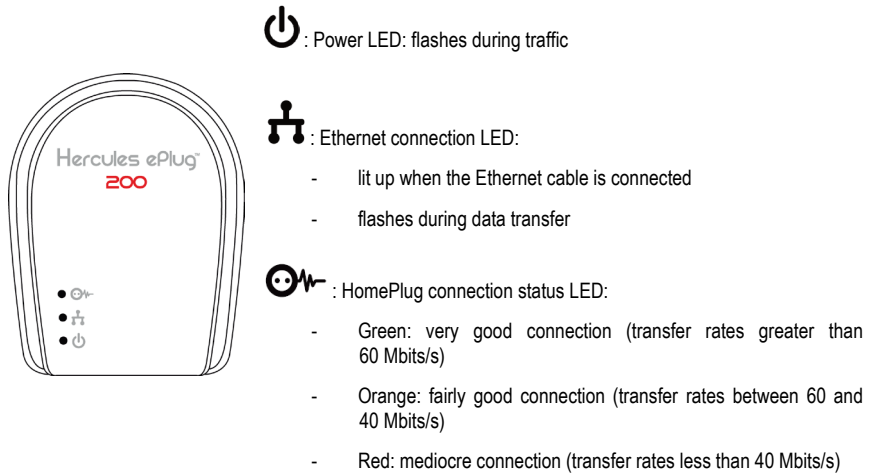 : Power LED: flashes during traffic
Hercules ePlug™
200
: Ethernet connection LED:
- lit up when the Ethernet cable is connected
- flashes during data transfer
: HomePlug connection status LED:
- Green: very good connection (transfer rates greater than
60 Mbits/s)
- Orange: fairly good connection (transfer rates between 60 and
40 Mbits/s)
- Red: mediocre connection (transfer rates less than 40 Mbits/s)